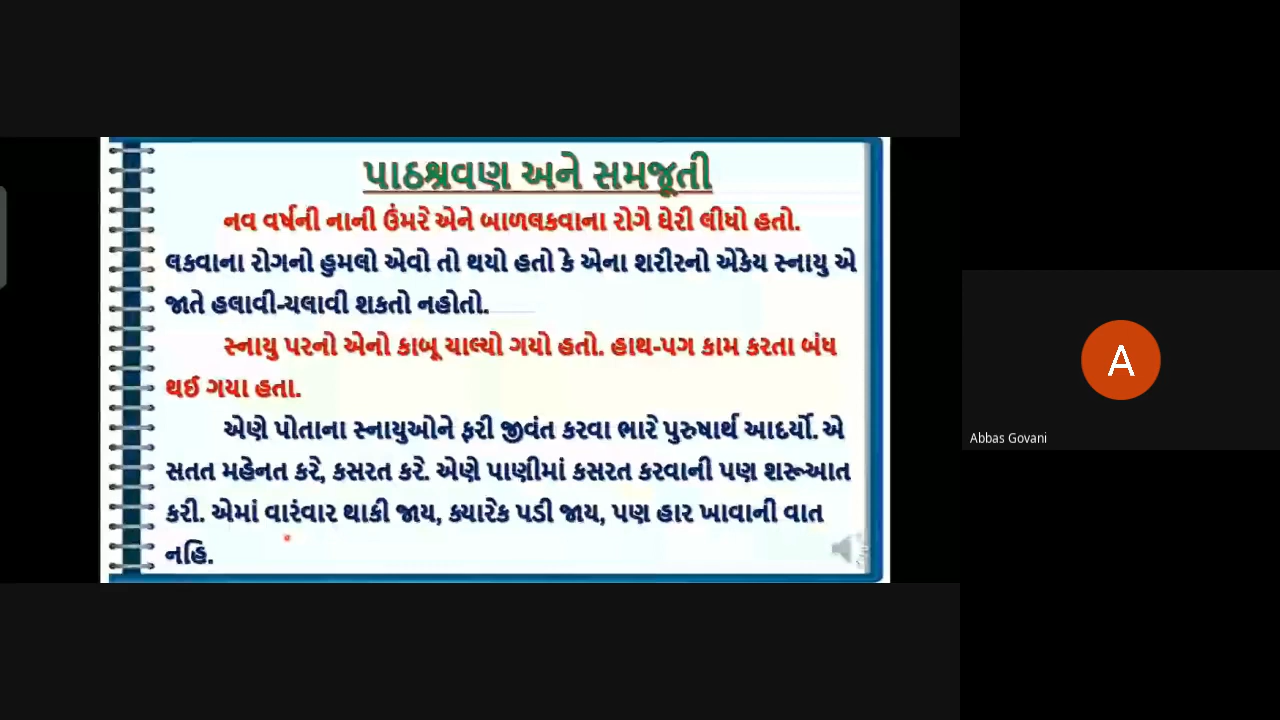 પાઠશ્રવણ અને સમજૂતી
નવ વર્ષની નાની ઉંમરે એને બાળલકવાના રોગે ઘેરી લીધો હતો.
લકવાના રોગનો હુમલો એવો તો થયો હતો કે એના શરીરનો એકેય સ્નાયુ એ
જાતે હલાવી-ચલાવી શકતો નહોતો.
સ્નાયુ પરનો એનો કાબૂ ચાલ્યો ગયો હતો. હાથ-પગ કામ કરતા બંધ
થઈ ગયા હતા.
એણે પોતાના સ્નાયુઓને ફરી જીવંત કરવા ભારે પુરુષાર્થ આદર્યો. એ
સતત મહેનત કરે, કસરત કરે. એણે પાણીમાં કસરત કરવાની પણ શરૂઆત
કરી. એમાં વારંવાર થાકી જાય, ક્યારેક પડી જાય, પણ હાર ખાવાની વાત
નહિ.
A
Abbas Govani